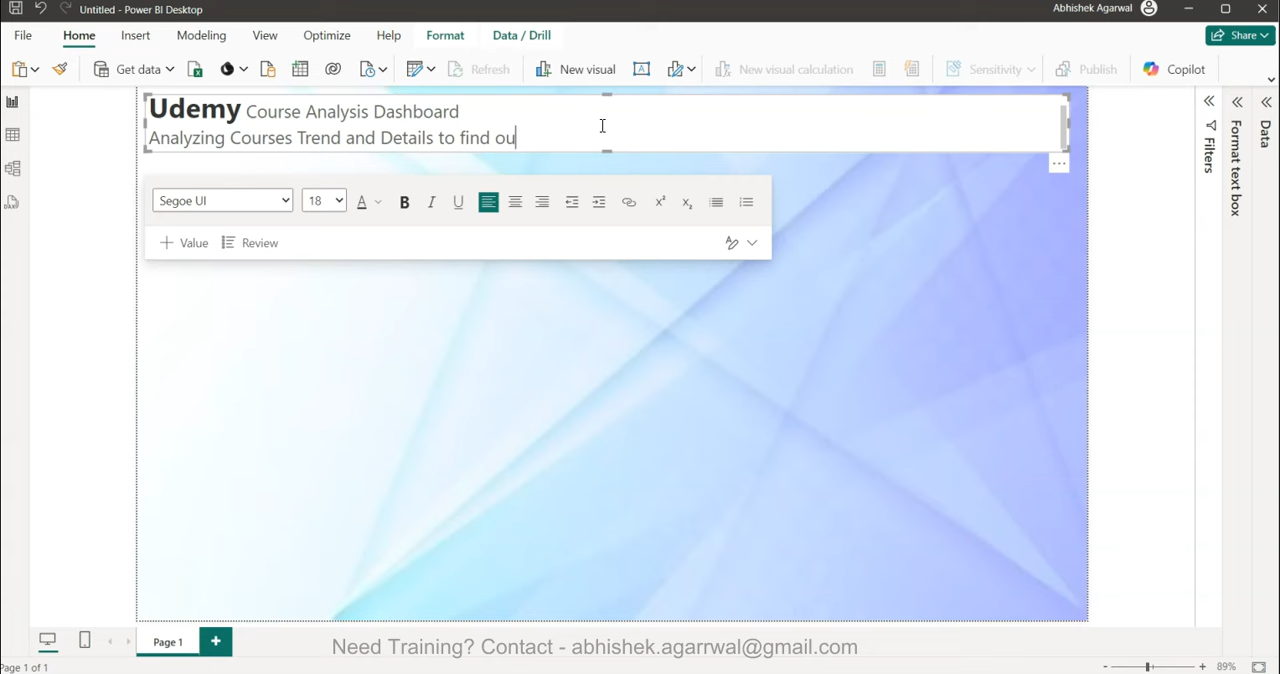 Untitled - Power BI Desktop
Abhishek Agarwal
File Home Insert Modeling View Optimize Help Format Data / Drill Share
Get data Refresh New visual New visual calculation Sensitivity Publish Copilot
Udemy Course Analysis Dashboard
Analyzing Courses Trend and Details to find ou
Segoe UI 18 A B I U
Value Review
Filters
Format text box
Data
Page 1
Need Training? Contact - abhishek.agarrwal@gmail.com
Page 1 of 1
- + 89%